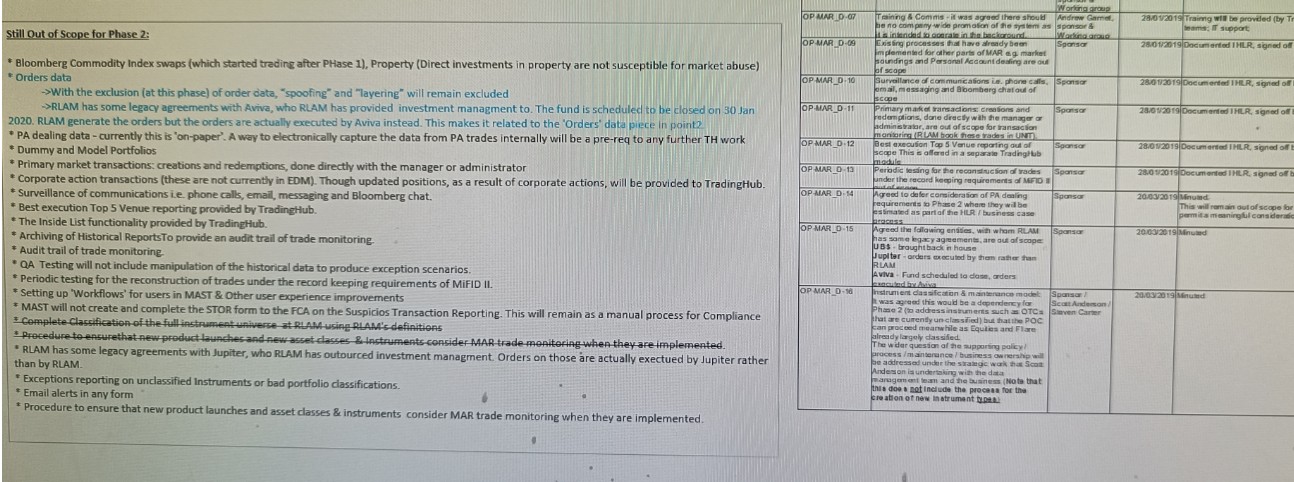 Still Out of Scope for Phase 2:
* Bloomberg Commodity Index swaps (which started trading after PHase 1), Property (Direct investments in property are not susceptible for market abuse)
* Orders data
->With the exclusion (at this phase) of order data, "spoofing" and "layering" will remain excluded
->RLAM has some legacy agreements with Aviva, who RLAM has provided investment managment to. The fund is scheduled to be closed on 30 Jan
2020. RLAM generate the orders but the orders are actually executed by Aviva instead. This makes it related to the 'Orders' data piece in point2.
* PA dealing data - currently this is 'on-paper'. A way to electronically capture the data from PA trades internally will be a pre-req to any further TH work
* Dummy and Model Portfolios
* Primary market transactions: creations and redemptions, done directly with the manager or administrator
* Corporate action transactions (these are not currently in EDM). Though updated positions, as a result of corporate actions, will be provided to TradingHub.
* Surveillance of communications i.e. phone calls, email, messaging and Bloomberg chat.
* Best execution Top 5 Venue reporting provided by TradingHub.
* The Inside List functionality provided by TradingHub.
* Archiving of Historical ReportsTo provide an audit trail of trade monitoring.
* Audit trail of trade monitoring.
* QA Testing will not include manipulation of the historical data to produce exception scenarios.
* Periodic testing for the reconstruction of trades under the record keeping requirements of MiFID II.
* Setting up 'Workflows' for users in MAST & Other user experience improvements
* MAST will not create and complete the STOR form to the FCA on the Suspicios Transaction Reporting. This will remain as a manual process for Compliance
* Complete Classification of the full instrument universe at RLAM using RLAM's definitions
* Procedure to ensurethat new product launches and new asset classes & Instruments consider MAR trade monitoring when they are implemented.
* RLAM has some legacy agreements with Jupiter, who RLAM has outourced investment managment. Orders on those are actually exectued by Jupiter rather
than by RLAM.
* Exceptions reporting on unclassified Instruments or bad portfolio classifications.
* Email alerts in any form
* Procedure to ensure that new product launches and asset classes & instruments consider MAR trade monitoring when they are implemented.
Working group
OP-MAR_D-07 Training & Comms - it was agreed there should Andrew Garnet, 28/01/2019 Training will be provided (by
be no company-wide promotion of the system as sponsor & teams; IT support;
it is intended to operate in the background. Working group
OP-MAR_D-09 Existing processes that have already been Sponsor 28/01/2019 Documented HLR, signed off
implemented for other parts of MAR e.g. market
soundings and Personal Account dealing are out
of scope
OP-MAR_D-10 Surveillance of communications i.e. phone calls, Sponsor 28/01/2019 Documented HLR, signed off
email, messaging and Bloomberg chat out of
scope
OP-MAR_D-11 Primary market transactions: creations and Sponsor 28/01/2019 Documented HLR, signed off
redemptions, done directly with the manager or
administrator, are out of scope for transaction
monitoring (RLAM book these trades in UNIT).
OP-MAR_D-12 Best execution Top 5 Venue reporting out of Sponsor 28/01/2019 Documented HLR, signed off
scope This is offered in a separate TradingHub
module
OP-MAR_D-13 Periodic testing for the reconstruction of trades Sponsor 28/01/2019 Documented HLR, signed off
under the record keeping requirements of MiFID II
out of scope
OP-MAR_D-14 Agreed to defer consideration of PA dealing Sponsor 20/03/2019 Minuted.
requirements to Phase 2 where they will be This will remain out of scope for
estimated as part of the HLR / business case permit a meaningful
process
OP-MAR_D-15 Agreed the following entities, with whom RLAM Sponsor 20/03/2019 Minuted
has some legacy agreements, are out of scope:
UBS - brought back in house
Jupiter - orders executed by them rather than
RLAM
Aviva - Fund scheduled to close, orders
executed by Aviva
OP-MAR_D-16 Instrument classification & maintenance model: Sponsor / 20/03/2019 Minuted
It was agreed this would be a dependency for Scott Anderson /
Phase 2 (to address instruments such as OTCs Steven Carter
that are currently un-classified) but that the POC
can proceed meanwhile as Equities and FI are
already largely classified.
The wider question of the supporting policy /
process / maintenance / business ownership will
be addressed under the strategic work that Scott
Anderson is undertaking with the data
management team and the business (Note that
this does not include the process for the
creation of new instrument types)